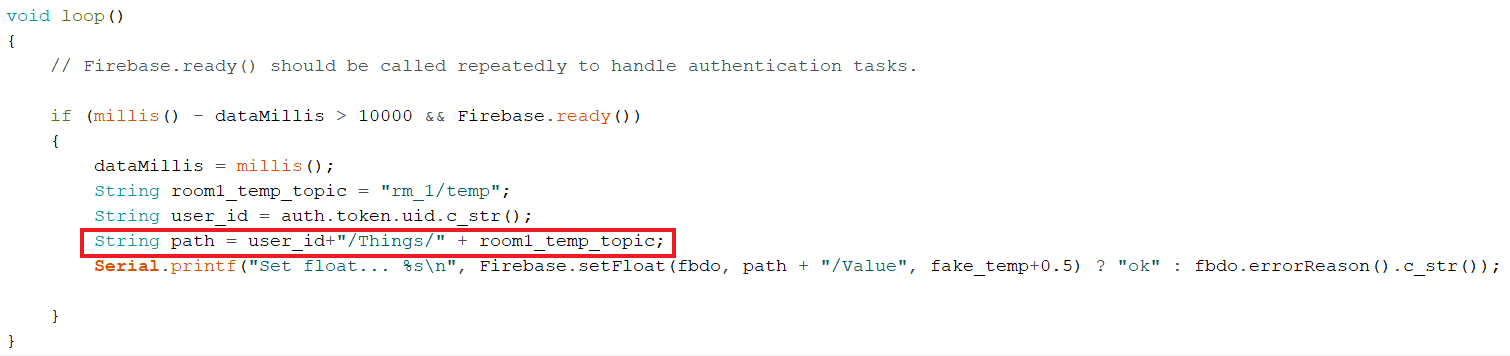 void loop()
{
// Firebase.ready() should be called repeatedly to handle authentication tasks.
if (millis() - dataMillis > 10000 && Firebase.ready())
{
dataMillis = millis();
String room1_temp_topic = "rm_1/temp";
String user_id = auth.token.uid.c_str();
String path = user_id+"/Things/" + room1_temp_topic;
Serial.printf("Set float... %s\n", Firebase.setFloat(fbdo, path + "/Value", fake_temp+0.5) ? "ok" : fbdo.errorReason().c_str());
}
}